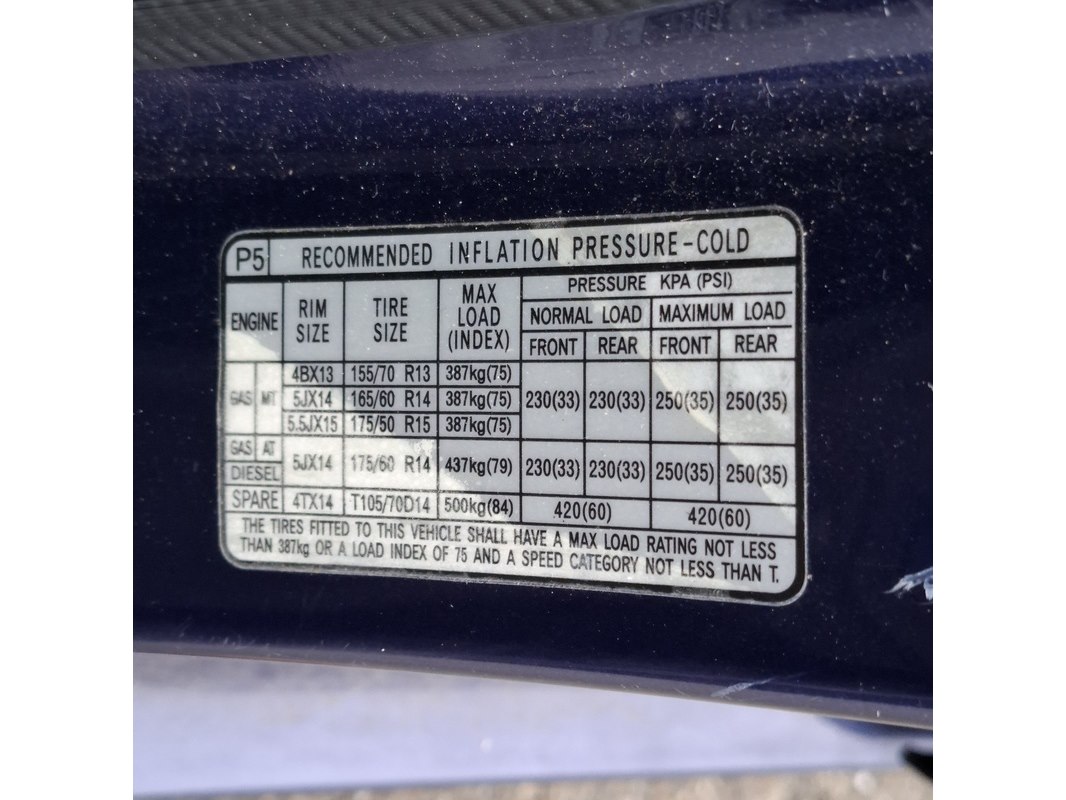 P5 RECOMMENDED INFLATION PRESSURE-COLD
ENGINE RIM SIZE TIRE SIZE MAX LOAD (INDEX) PRESSURE KPA (PSI)
NORMAL LOAD MAXIMUM LOAD
FRONT REAR FRONT REAR
GAS MT 4BX13 155/70 R13 387kg(75) 230(33) 230(33) 250(35) 250(35)
5JX14 165/60 R14 387kg(75)
5.5JX15 175/50 R15 387kg(75)
GAS AT 5JX14 175/60 R14 437kg(79) 230(33) 230(33) 250(35) 250(35)
DIESEL
SPARE 4TX14 T105/70D14 500kg(84) 420(60) 420(60)
THE TIRES FITTED TO THIS VEHICLE SHALL HAVE A MAX LOAD RATING NOT LESS
THAN 387kg OR A LOAD INDEX OF 75 AND A SPEED CATEGORY NOT LESS THAN T.